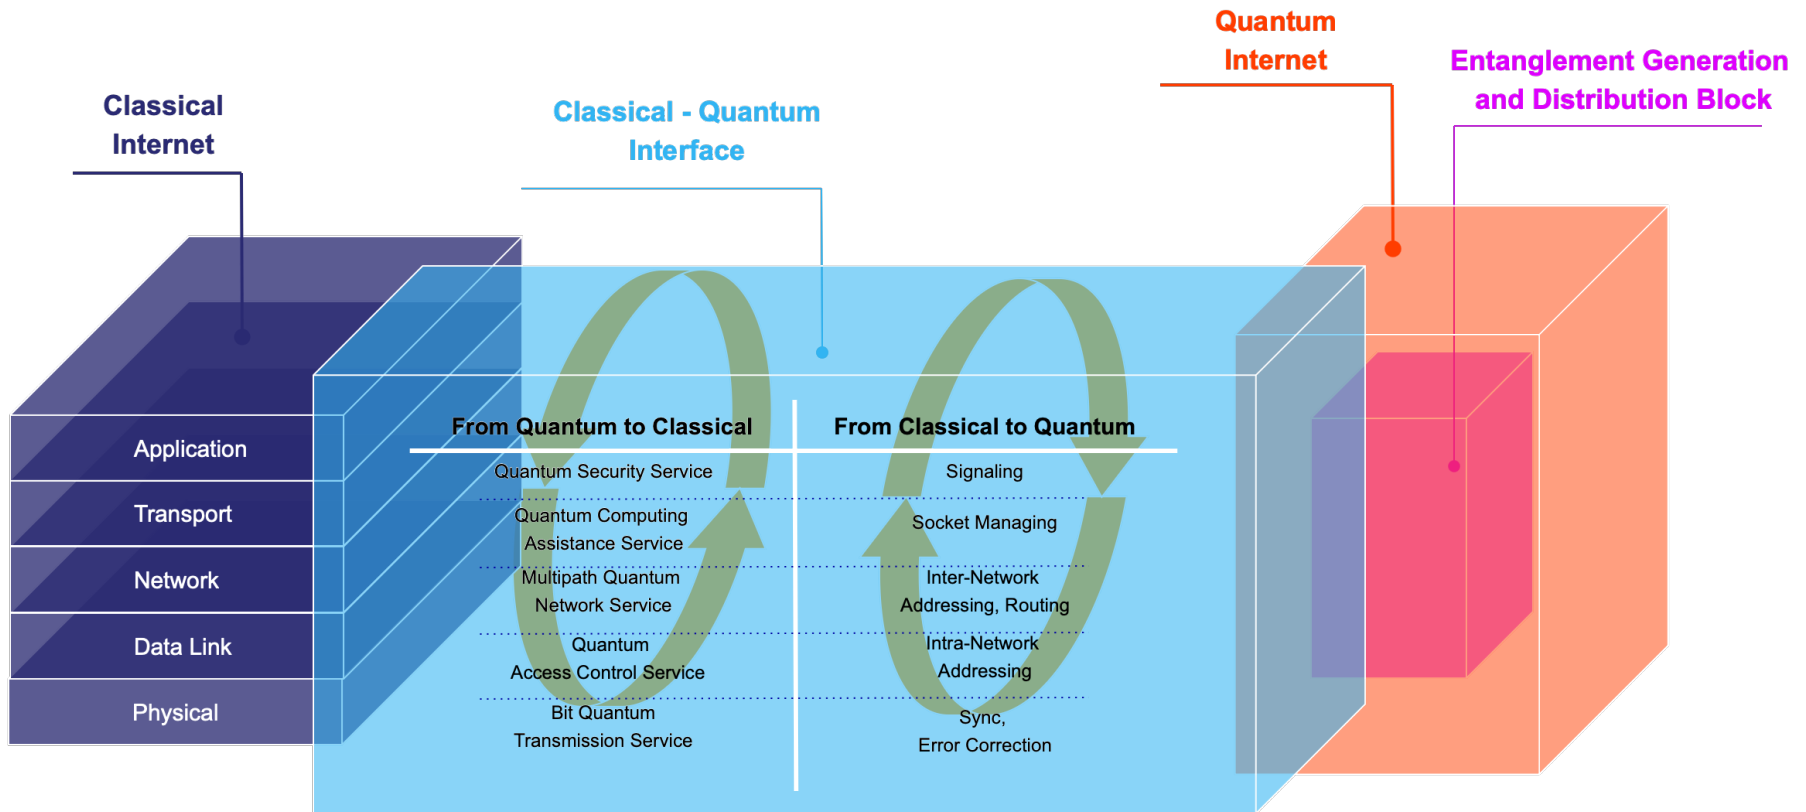 Quantum
Internet
Entanglement Generation
and Distribution Block
Classical
Internet
Classical - Quantum
Interface
From Quantum to Classical
From Classical to Quantum
Application
Quantum Security Service
Signaling
Transport
Quantum Computing
Assistance Service
Socket Managing
Network
Multipath Quantum
Network Service
Inter-Network
Addressing, Routing
Data Link
Quantum
Access Control Service
Intra-Network
Addressing
Physical
Bit Quantum
Transmission Service
Sync,
Error Correction